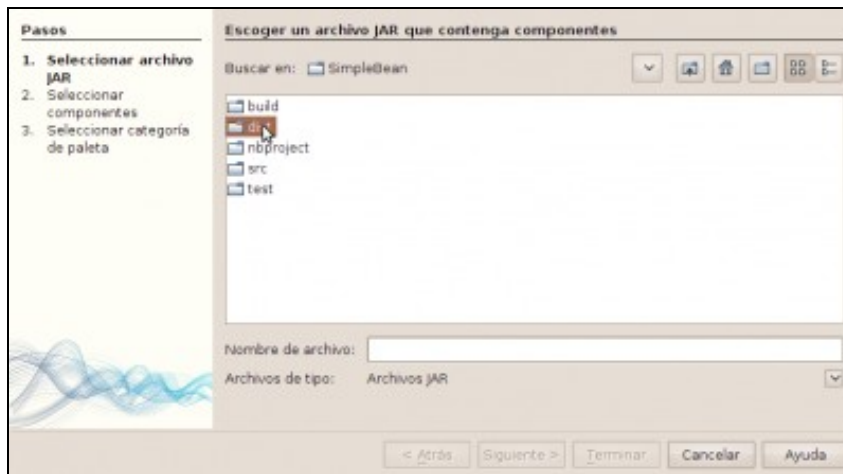 Pasos
1. Seleccionar archivo
JAR
2. Seleccionar
componentes
3. Seleccionar categoría
de paleta
Escoger un archivo JAR que contenga componentes
Buscar en: SimpleBean
build
dist
nbproject
src
test
Nombre de archivo:
Archivos de tipo: Archivos JAR
< Atrás
Siguiente >
Terminar
Cancelar
Ayuda